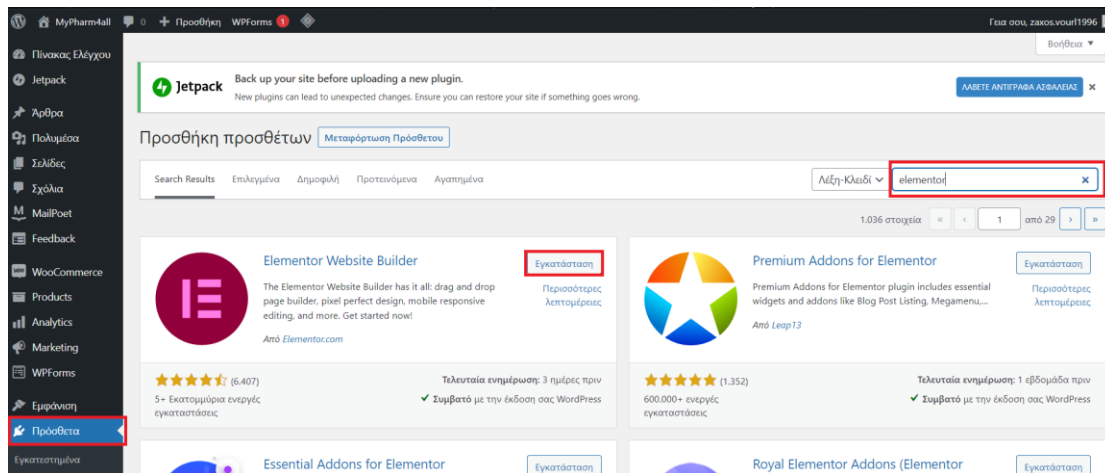 MyPharm4all 0 + Προσθήκη WPForms 1 Γεια σου, zaxos.vourl1996
Βοήθεια ▼
Πίνακας Ελέγχου
Jetpack
Άρθρα
Πολυμέσα
Σελίδες
Σχόλια
MailPoet
Feedback
WooCommerce
Products
Analytics
Marketing
WPForms
Εμφάνιση
Πρόσθετα
Εγκατεστημένα
Jetpack
Back up your site before uploading a new plugin.
New plugins can lead to unexpected changes. Ensure you can restore your site if something goes wrong.
ΛΑΒΕΤΕ ΑΝΤΙΓΡΑΦΑ ΑΣΦΑΛΕΙΑΣ ×
Προσθήκη προσθέτων Μεταφόρτωση Πρόσθετου
Search Results Επιλεγμένα Δημοφιλή Προτεινόμενα Αγαπημένα Λέξη-Κλειδί elementor ×
1.036 στοιχεία « ‹ 1 από 29 › »
Elementor Website Builder
Εγκατάσταση
The Elementor Website Builder has it all: drag and drop
page builder, pixel perfect design, mobile responsive
editing, and more. Get started now!
Περισσότερες
λεπτομέρειες
Από Elementor.com
(6.407)
5+ Εκατομμύρια ενεργές
εγκαταστάσεις
Τελευταία ενημέρωση: 3 ημέρες πριν
✔ Συμβατό με την έκδοση σας WordPress
Premium Addons for Elementor
Εγκατάσταση
Premium Addons for Elementor plugin includes essential
widgets and addons like Blog Post Listing, Megamenu,...
Περισσότερες
λεπτομέρειες
Από Leap13
(1.352)
600.000+ ενεργές
εγκαταστάσεις
Τελευταία ενημέρωση: 1 εβδομάδα πριν
✔ Συμβατό με την έκδοση σας WordPress
Essential Addons for Elementor
Εγκατάσταση
Royal Elementor Addons (Elementor
Εγκατάσταση